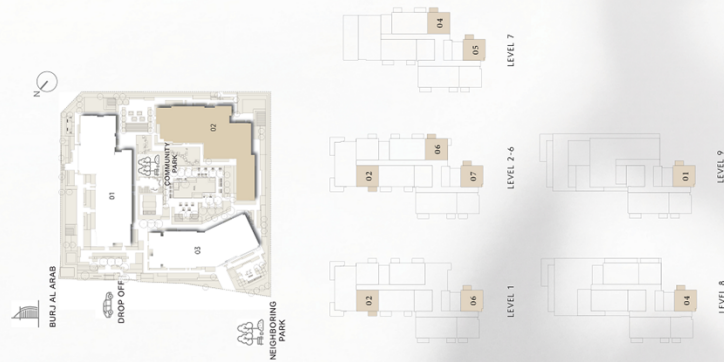 N
02
COMMUNITY
PARK
01
03
BURJ AL ARAB
DROP OFF
NEIGHBORING
PARK
04
05
LEVEL 7
06
02
07
LEVEL 2-6
01
LEVEL 9
02
06
LEVEL 1
04
LEVEL 8